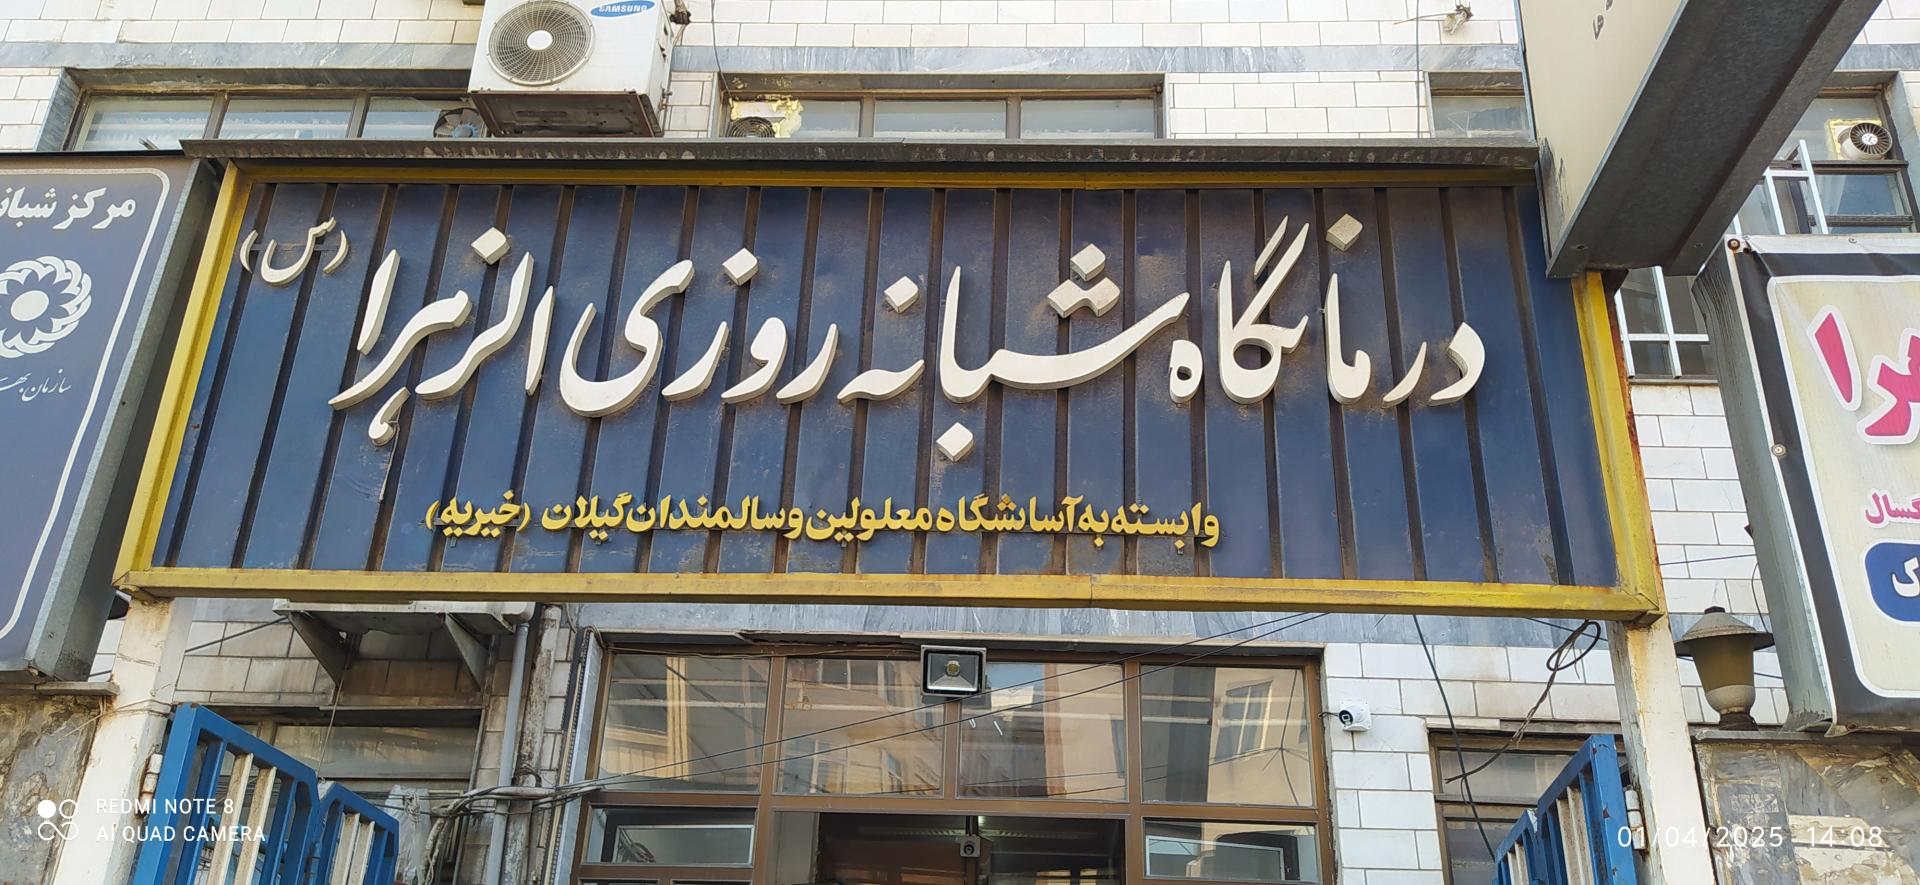 SAMSUNG
درمانگاه شبانه روزی الزهرا (س)
وابسته به آسایشگاه معلولین و سالمندان گیلان (خیریه)
مرکز
سازمان
REDMI NOTE 8
AI QUAD CAMERA
01/04/2025 14:08